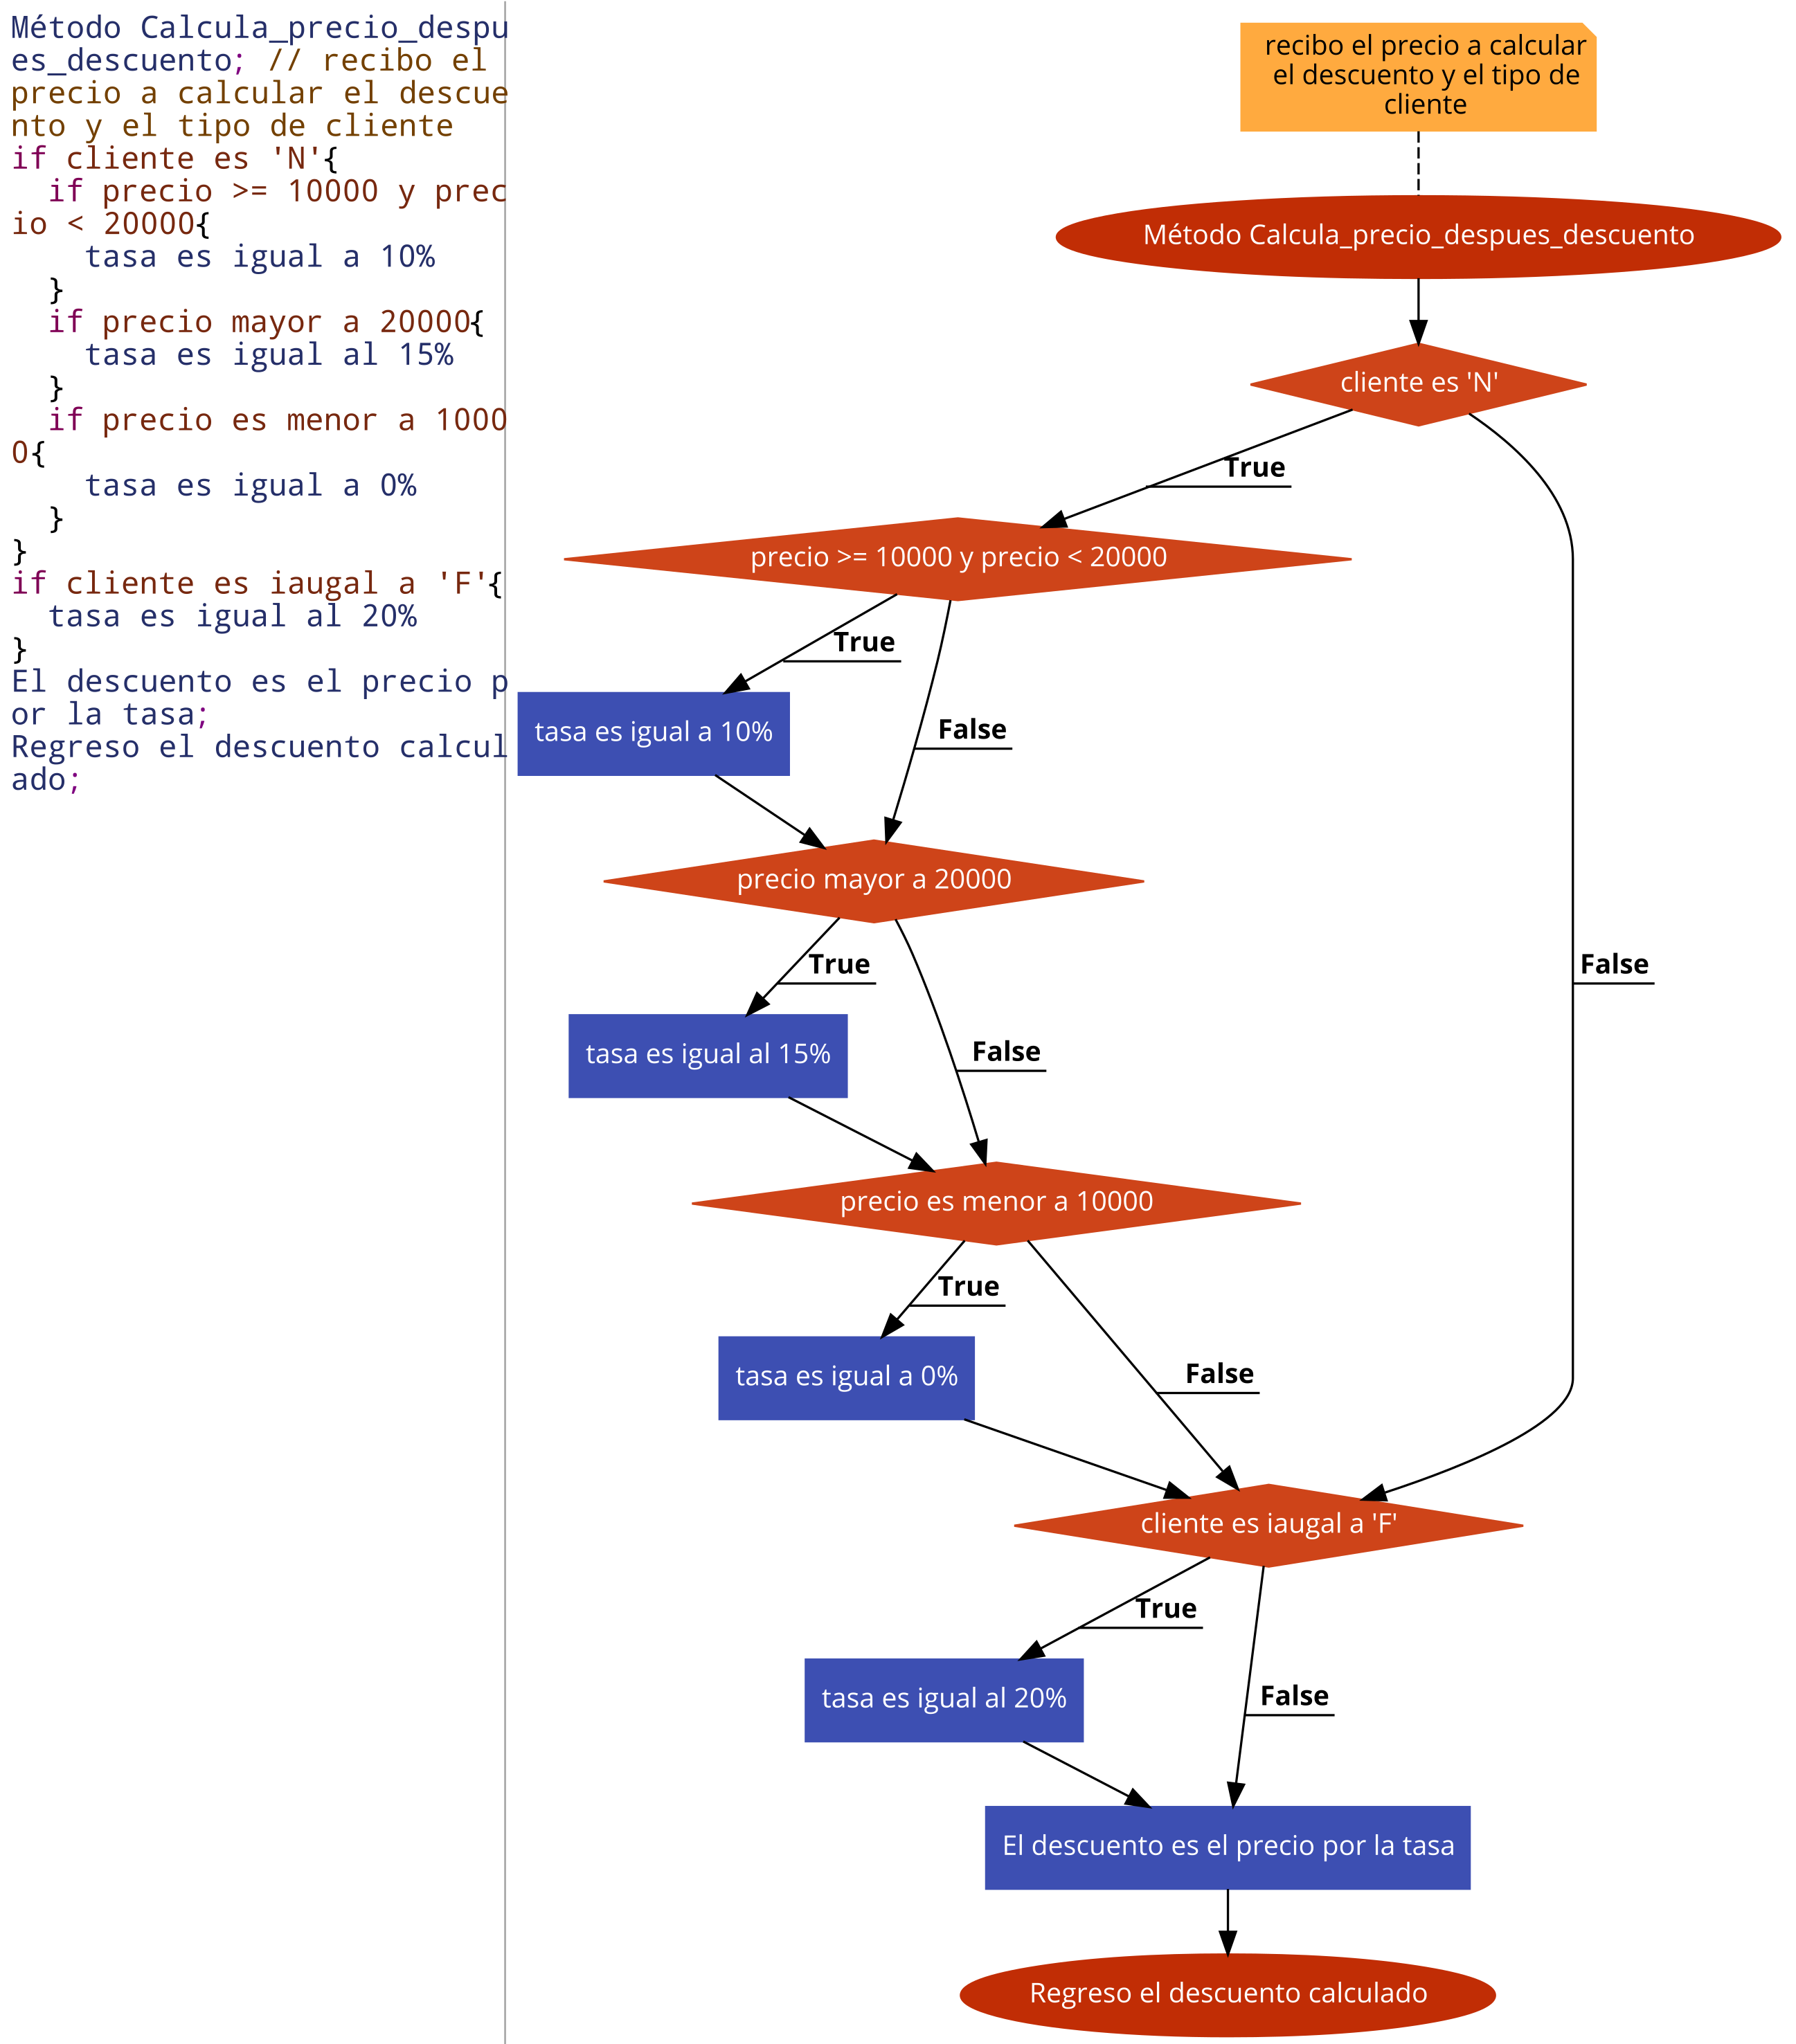 Método Calcula_precio_despu
es_descuento; // recibo el
precio a calcular el descue
nto y el tipo de cliente
if cliente es 'N'{
  if precio >= 10000 y prec
io < 20000{
    tasa es igual a 10%
  }
  if precio mayor a 20000{
    tasa es igual al 15%
  }
  if precio es menor a 1000
0{
    tasa es igual a 0%
  }
}
if cliente es iaugal a 'F'{
  tasa es igual al 20%
}
El descuento es el precio p
or la tasa;
Regreso el descuento calcul
ado;
recibo el precio a calcular
el descuento y el tipo de
cliente
Método Calcula_precio_despues_descuento
cliente es 'N'
True
precio >= 10000 y precio < 20000
True
tasa es igual a 10%
False
precio mayor a 20000
True
False
tasa es igual al 15%
False
precio es menor a 10000
True
tasa es igual a 0%
False
cliente es iaugal a 'F'
True
tasa es igual al 20%
False
El descuento es el precio por la tasa
Regreso el descuento calculado